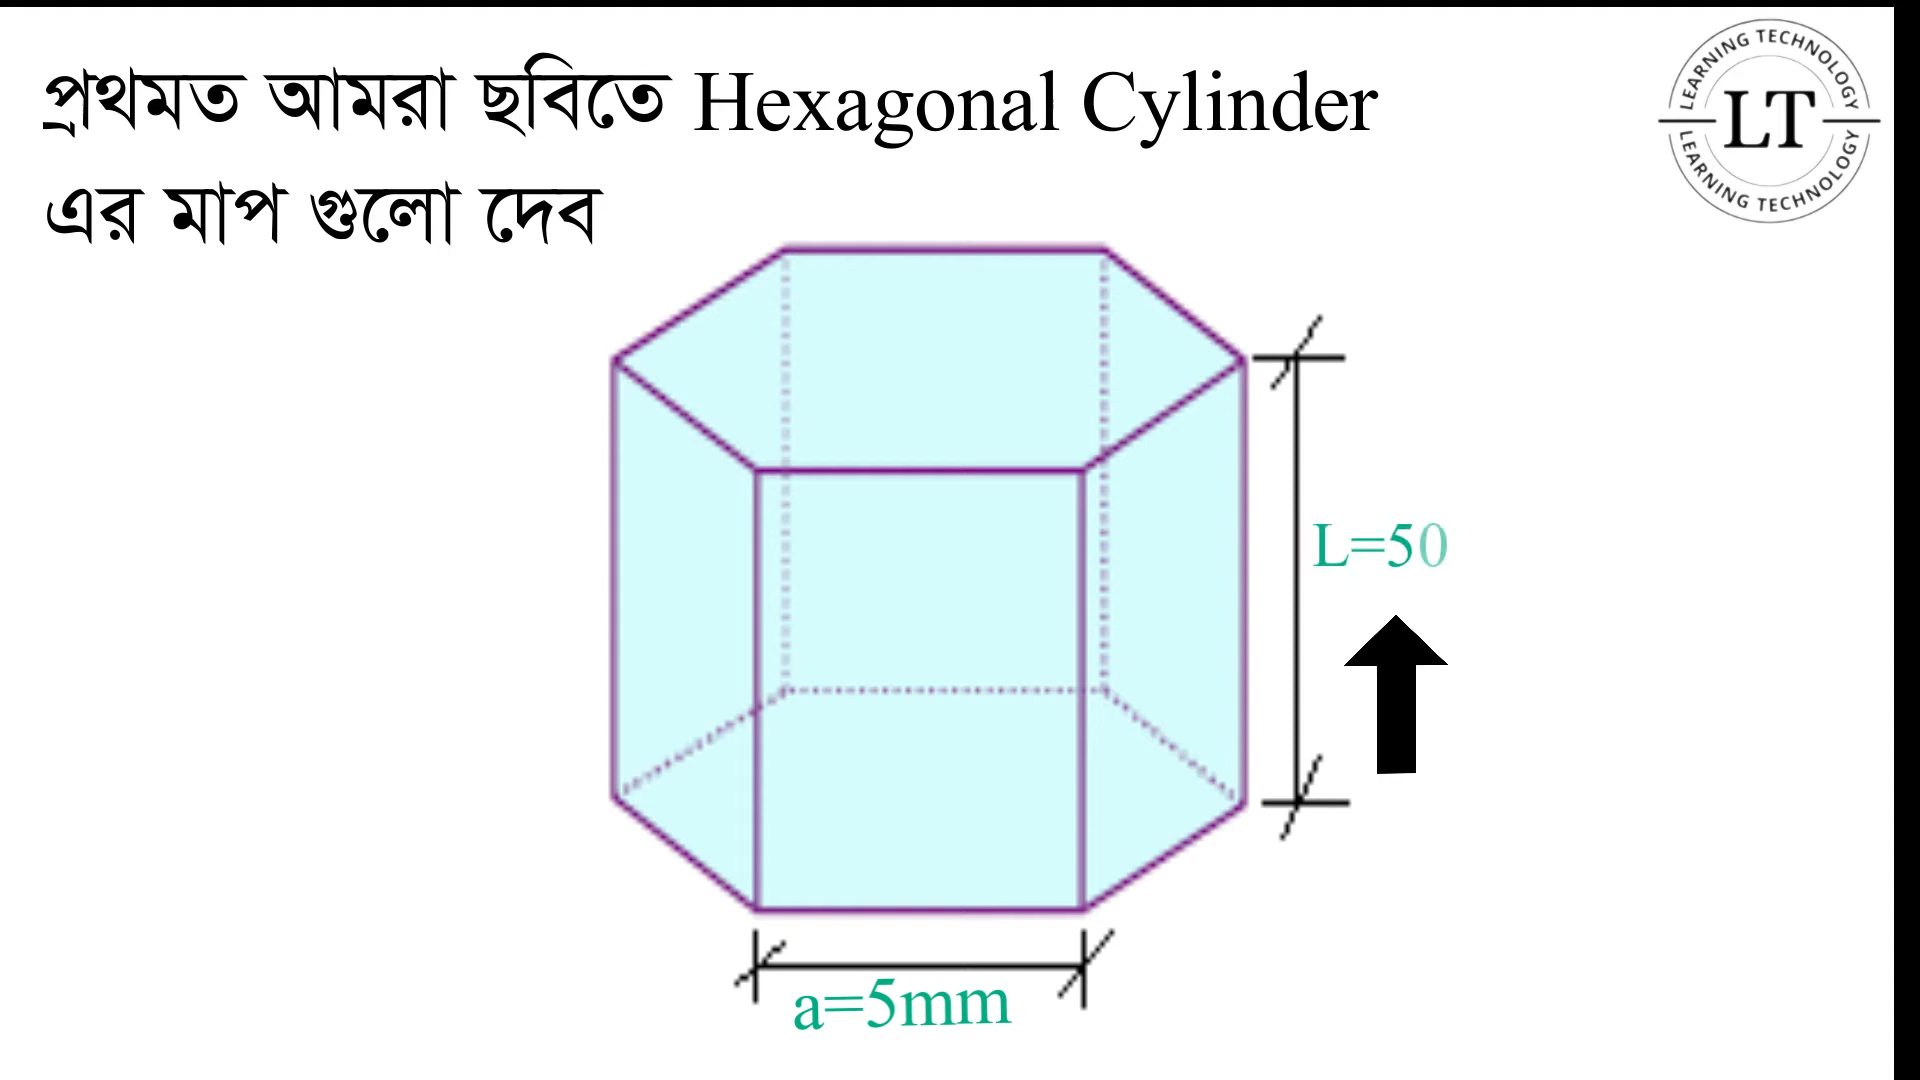 প্রথমত আমরা ছবিতে Hexagonal Cylinder
এর মাপ গুলো দেব
LEARNING TECHNOLOGY
LT
LEARNING TECHNOLOGY
L=50
a=5mm